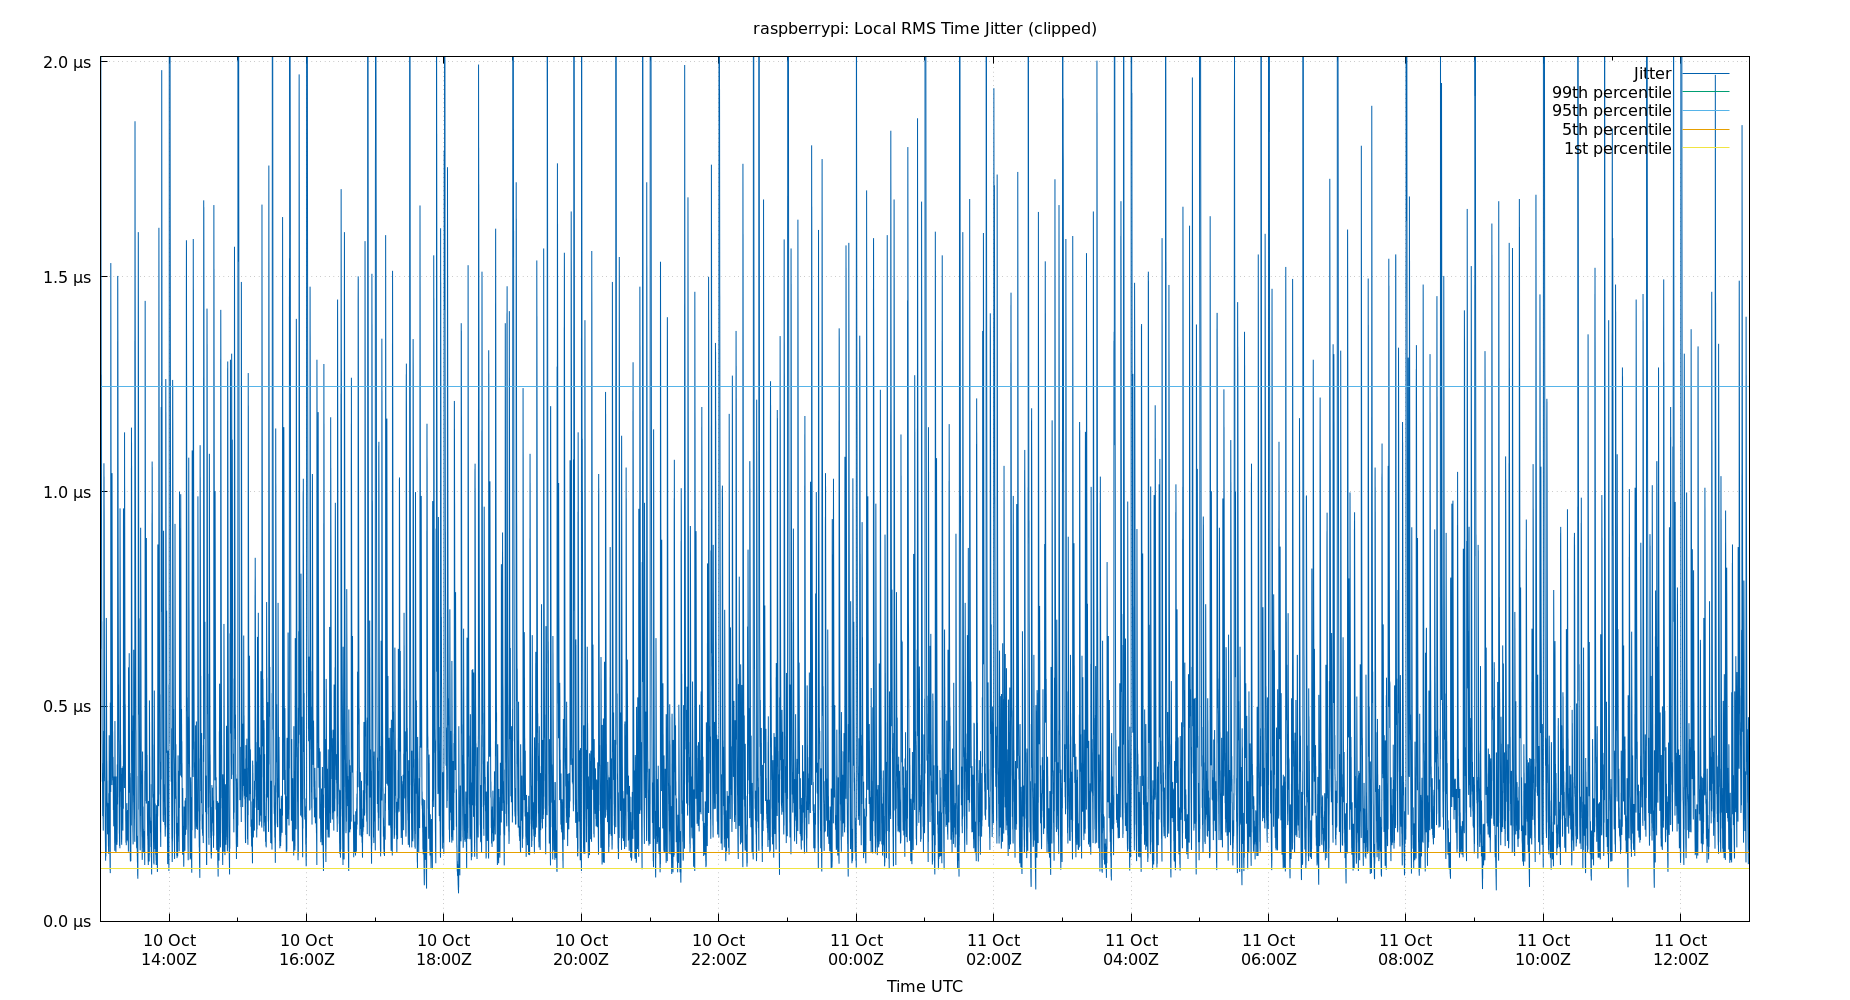 raspberrypi: Local RMS Time Jitter (clipped)
2.0 µs
1.5 µs
1.0 µs
0.5 µs
0.0 µs
Jitter
99th percentile
95th percentile
5th percentile
1st percentile
10 Oct 10 Oct 10 Oct 10 Oct 10 Oct 11 Oct 11 Oct 11 Oct 11 Oct 11 Oct 11 Oct 11 Oct
14:00Z 16:00Z 18:00Z 20:00Z 22:00Z 00:00Z 02:00Z 04:00Z 06:00Z 08:00Z 10:00Z 12:00Z
Time UTC